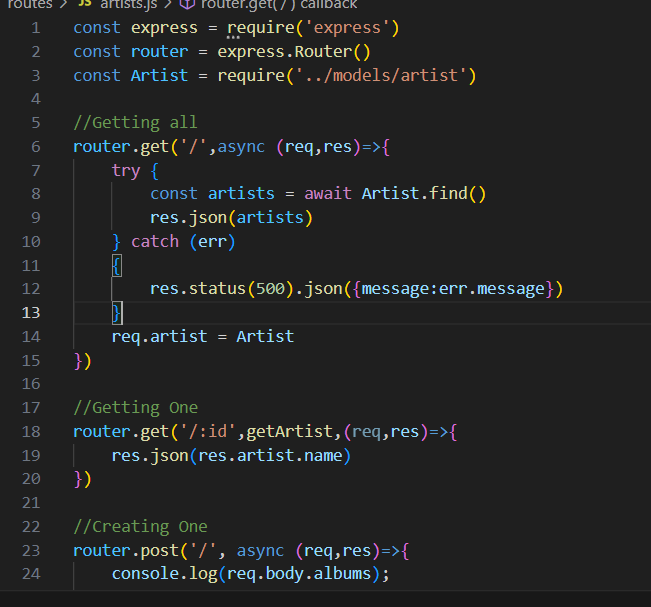 routes > JS artists.js > router.get('/') callback
1 const express = require('express')
2 const router = express.Router()
3 const Artist = require('../models/artist')
4
5 //Getting all
6 router.get('/',async (req,res)=>{
7 try {
8 const artists = await Artist.find()
9 res.json(artists)
10 } catch (err)
11 {
12 res.status(500).json({message:err.message})
13 }
14 req.artist = Artist
15 })
16
17 //Getting One
18 router.get('/:id',getArtist,(req,res)=>{
19 res.json(res.artist.name)
20 })
21
22 //Creating One
23 router.post('/', async (req,res)=>{
24 console.log(req.body.albums);